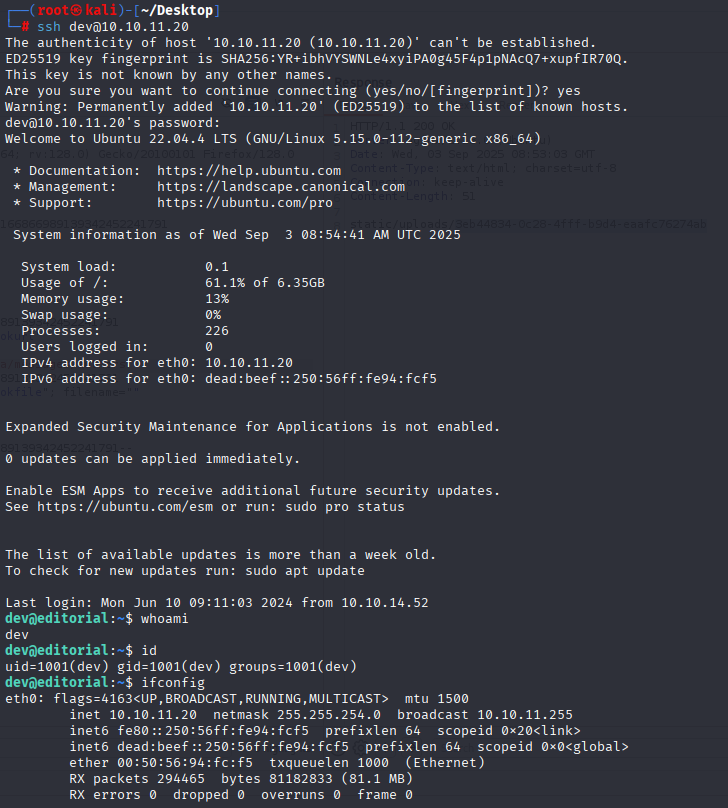 ┌──(root㉿kali)-[~/Desktop]
└─# ssh dev@10.10.11.20
The authenticity of host '10.10.11.20 (10.10.11.20)' can't be established.
ED25519 key fingerprint is SHA256:YR+ibhVYSWNLe4xyiPA0g45F4p1pNAcQ7+xupfIR70Q.
This key is not known by any other names.
Are you sure you want to continue connecting (yes/no/[fingerprint])? yes
Warning: Permanently added '10.10.11.20' (ED25519) to the list of known hosts.
dev@10.10.11.20's password:
Welcome to Ubuntu 22.04.4 LTS (GNU/Linux 5.15.0-112-generic x86_64)
* Documentation: https://help.ubuntu.com
* Management: https://landscape.canonical.com
* Support: https://ubuntu.com/pro
System information as of Wed Sep 3 08:54:41 AM UTC 2025
System load: 0.1
Usage of /: 61.1% of 6.35GB
Memory usage: 13%
Swap usage: 0%
Processes: 226
Users logged in: 0
IPv4 address for eth0: 10.10.11.20
IPv6 address for eth0: dead:beef::250:56ff:fe94:fcf5
Expanded Security Maintenance for Applications is not enabled.
0 updates can be applied immediately.
Enable ESM Apps to receive additional future security updates.
See https://ubuntu.com/esm or run: sudo pro status
The list of available updates is more than a week old.
To check for new updates run: sudo apt update
Last login: Mon Jun 10 09:11:03 2024 from 10.10.14.52
dev@editorial:~$ whoami
dev
dev@editorial:~$ id
uid=1001(dev) gid=1001(dev) groups=1001(dev)
dev@editorial:~$ ifconfig
eth0: flags=4163<UP,BROADCAST,RUNNING,MULTICAST> mtu 1500
inet 10.10.11.20 netmask 255.255.254.0 broadcast 10.10.11.255
inet6 fe80::250:56ff:fe94:fcf5 prefixlen 64 scopeid 0×20<link>
inet6 dead:beef::250:56ff:fe94:fcf5 prefixlen 64 scopeid 0×0<global>
ether 00:50:56:94:fc:f5 txqueuelen 1000 (Ethernet)
RX packets 294465 bytes 81182833 (81.1 MB)
RX errors 0 dropped 0 overruns 0 frame 0